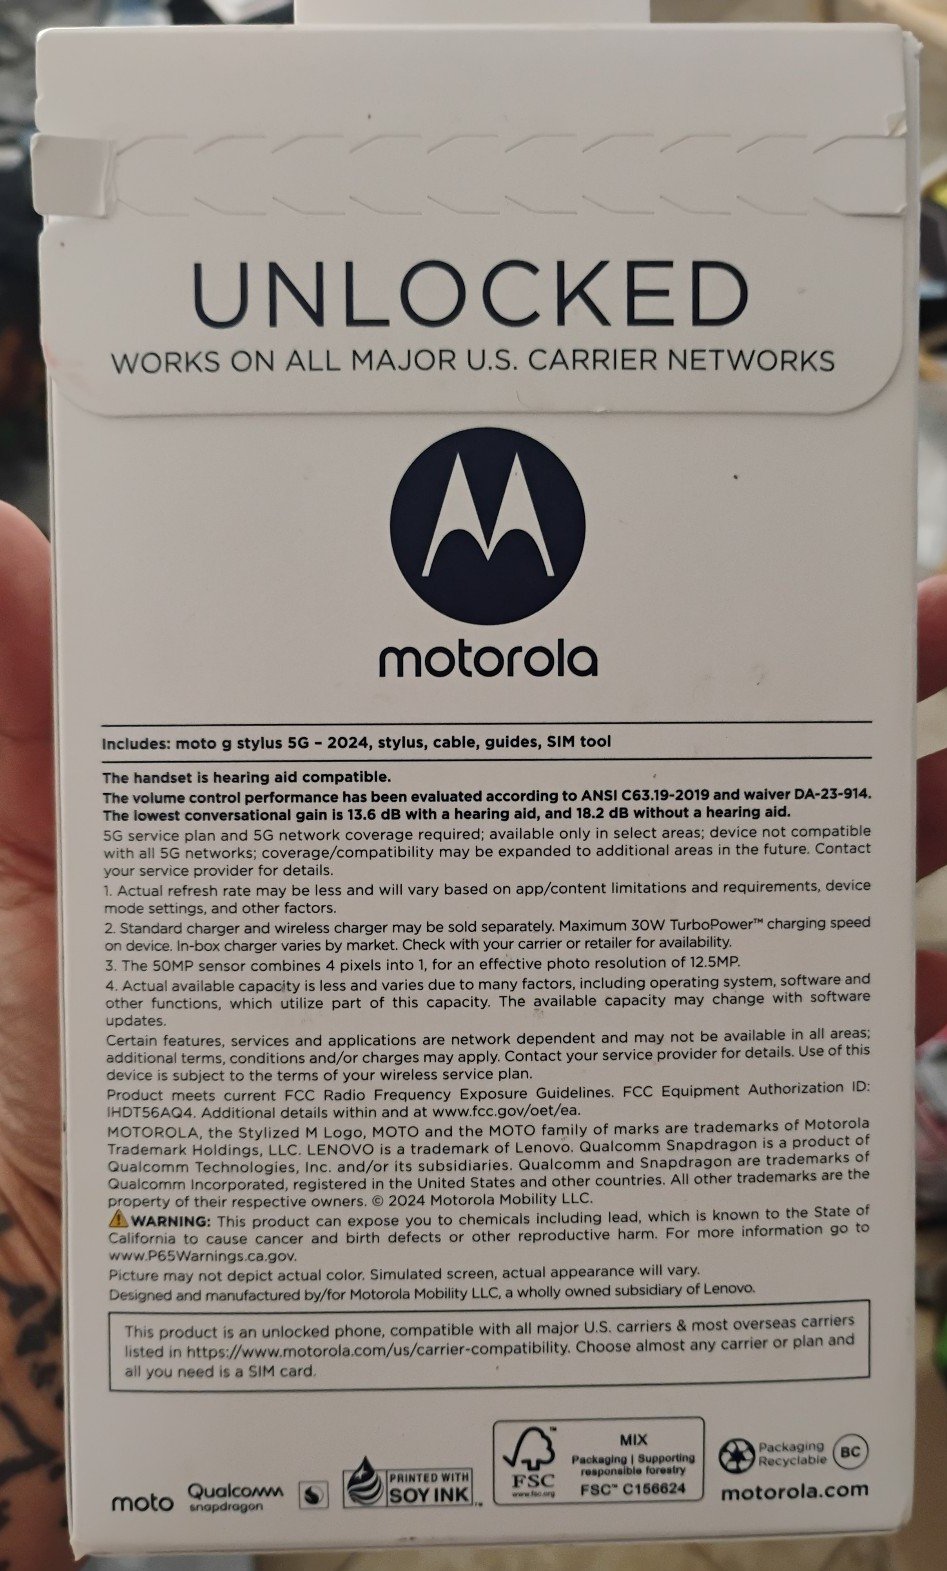 UNLOCKED
WORKS ON ALL MAJOR U.S. CARRIER NETWORKS
motorola
Includes: moto g stylus 5G – 2024, stylus, cable, guides, SIM tool
The handset is hearing aid compatible.
The volume control performance has been evaluated according to ANSI C63.19-2019 and waiver DA-23-914.
The lowest conversational gain is 13.6 dB with a hearing aid, and 18.2 dB without a hearing aid.
5G service plan and 5G network coverage required; available only in select areas; device not compatible
with all 5G networks; coverage/compatibility may be expanded to additional areas in the future. Contact
your service provider for details.
1. Actual refresh rate may be less and will vary based on app/content limitations and requirements, device
mode settings, and other factors.
2. Standard charger and wireless charger may be sold separately. Maximum 30W TurboPower™ charging speed
on device. In-box charger varies by market. Check with your carrier or retailer for availability.
3. The 50MP sensor combines 4 pixels into 1, for an effective photo resolution of 12.5MP.
4. Actual available capacity is less and varies due to many factors, including operating system, software and
other functions, which utilize part of this capacity. The available capacity may change with software
updates.
Certain features, services and applications are network dependent and may not be available in all areas;
additional terms, conditions and/or charges may apply. Contact your service provider for details. Use of this
device is subject to the terms of your wireless service plan.
Product meets current FCC Radio Frequency Exposure Guidelines. FCC Equipment Authorization ID:
IHDT56AQ4. Additional details within and at www.fcc.gov/oet/ea.
MOTOROLA, the Stylized M Logo, MOTO and the MOTO family of marks are trademarks of Motorola
Trademark Holdings, LLC. LENOVO is a trademark of Lenovo. Qualcomm Snapdragon is a product of
Qualcomm Technologies, Inc. and/or its subsidiaries. Qualcomm and Snapdragon are trademarks of
Qualcomm Incorporated, registered in the United States and other countries. All other trademarks are the
property of their respective owners. © 2024 Motorola Mobility LLC.
⚠ WARNING: This product can expose you to chemicals including lead, which is known to the State of
California to cause cancer and birth defects or other reproductive harm. For more information go to
www.P65Warnings.ca.gov.
Picture may not depict actual color. Simulated screen, actual appearance will vary.
Designed and manufactured by/for Motorola Mobility LLC, a wholly owned subsidiary of Lenovo.
This product is an unlocked phone, compatible with all major U.S. carriers & most overseas carriers
listed in https://www.motorola.com/us/carrier-compatibility. Choose almost any carrier or plan and
all you need is a SIM card.
moto
Qualcomm
snapdragon
PRINTED WITH
SOY INK™
FSC
www.fsc.org
MIX
Packaging | Supporting
responsible forestry
FSC™ C156624
Packaging
Recyclable
BC
motorola.com